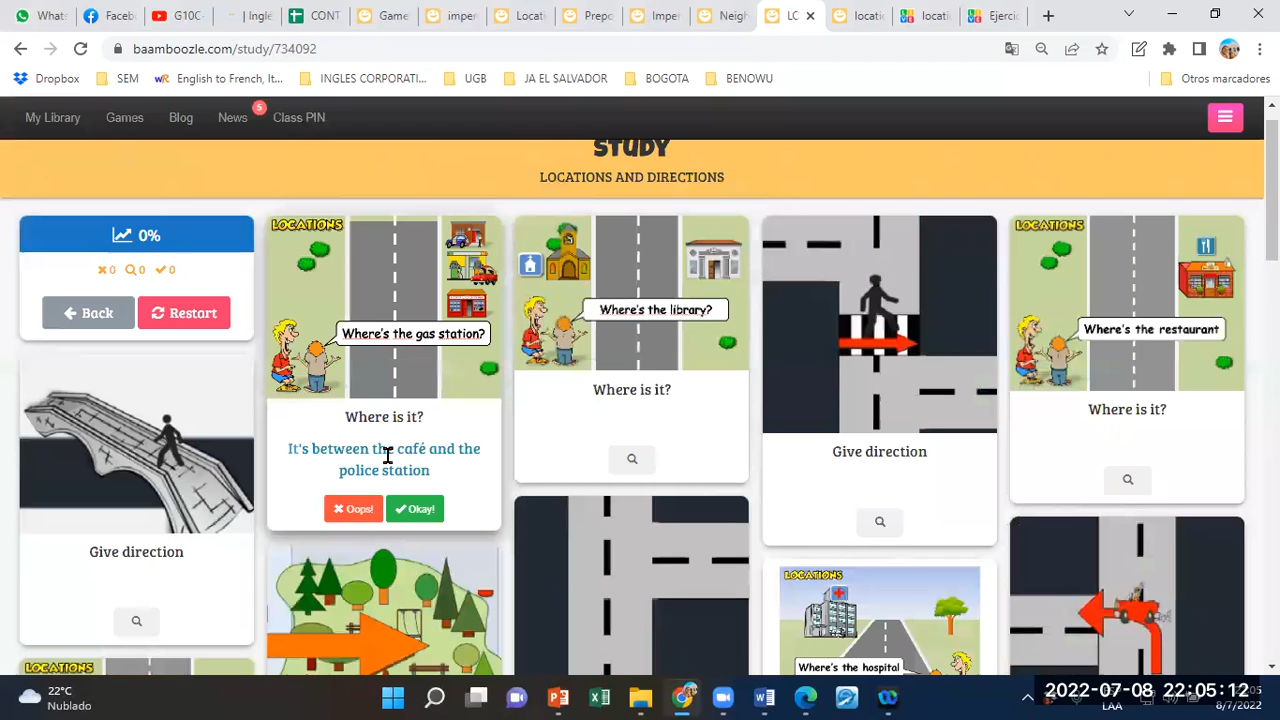 Whats
Faceb
G10C-
Inglé
CONT
Game
imper
Locat
Prepo
Imper
Neigh
LC
locatio
locati
Ejercic
baamboozle.com/study/734092
Dropbox
SEM
English to French, It...
INGLES CORPORATI...
UGB
JA EL SALVADOR
BOGOTA
BENOWU
Otros marcadores
My Library
Games
Blog
News
5
Class PIN
STUDY
LOCATIONS AND DIRECTIONS
0%
0
0
0
Back
Restart
Give direction
LOCATIONS
LOCATIONS
Where's the gas station?
Where is it?
It's between the café and the
police station
Oops!
Okay!
Where's the library?
Where is it?
Give direction
LOCATIONS
Where's the hospital
LOCATIONS
Where's the restaurant
Where is it?
22°C
Nublado
LAA
2022-07-08 22:05:1
8/7/2022